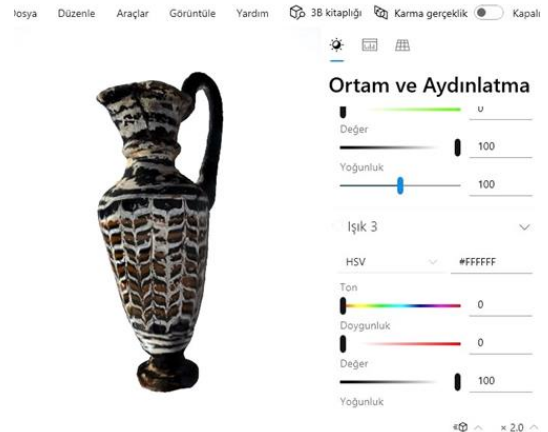 Dosya Düzenle Araçlar Görüntüle Yardım 3B kitaplığı Karma gerçeklik Kapalı
Ortam ve Aydınlatma
0
Değer
100
Yoğunluk
100
Işık 3
HSV #FFFFFF
Ton
0
Doygunluk
0
Değer
100
Yoğunluk
× 2.0